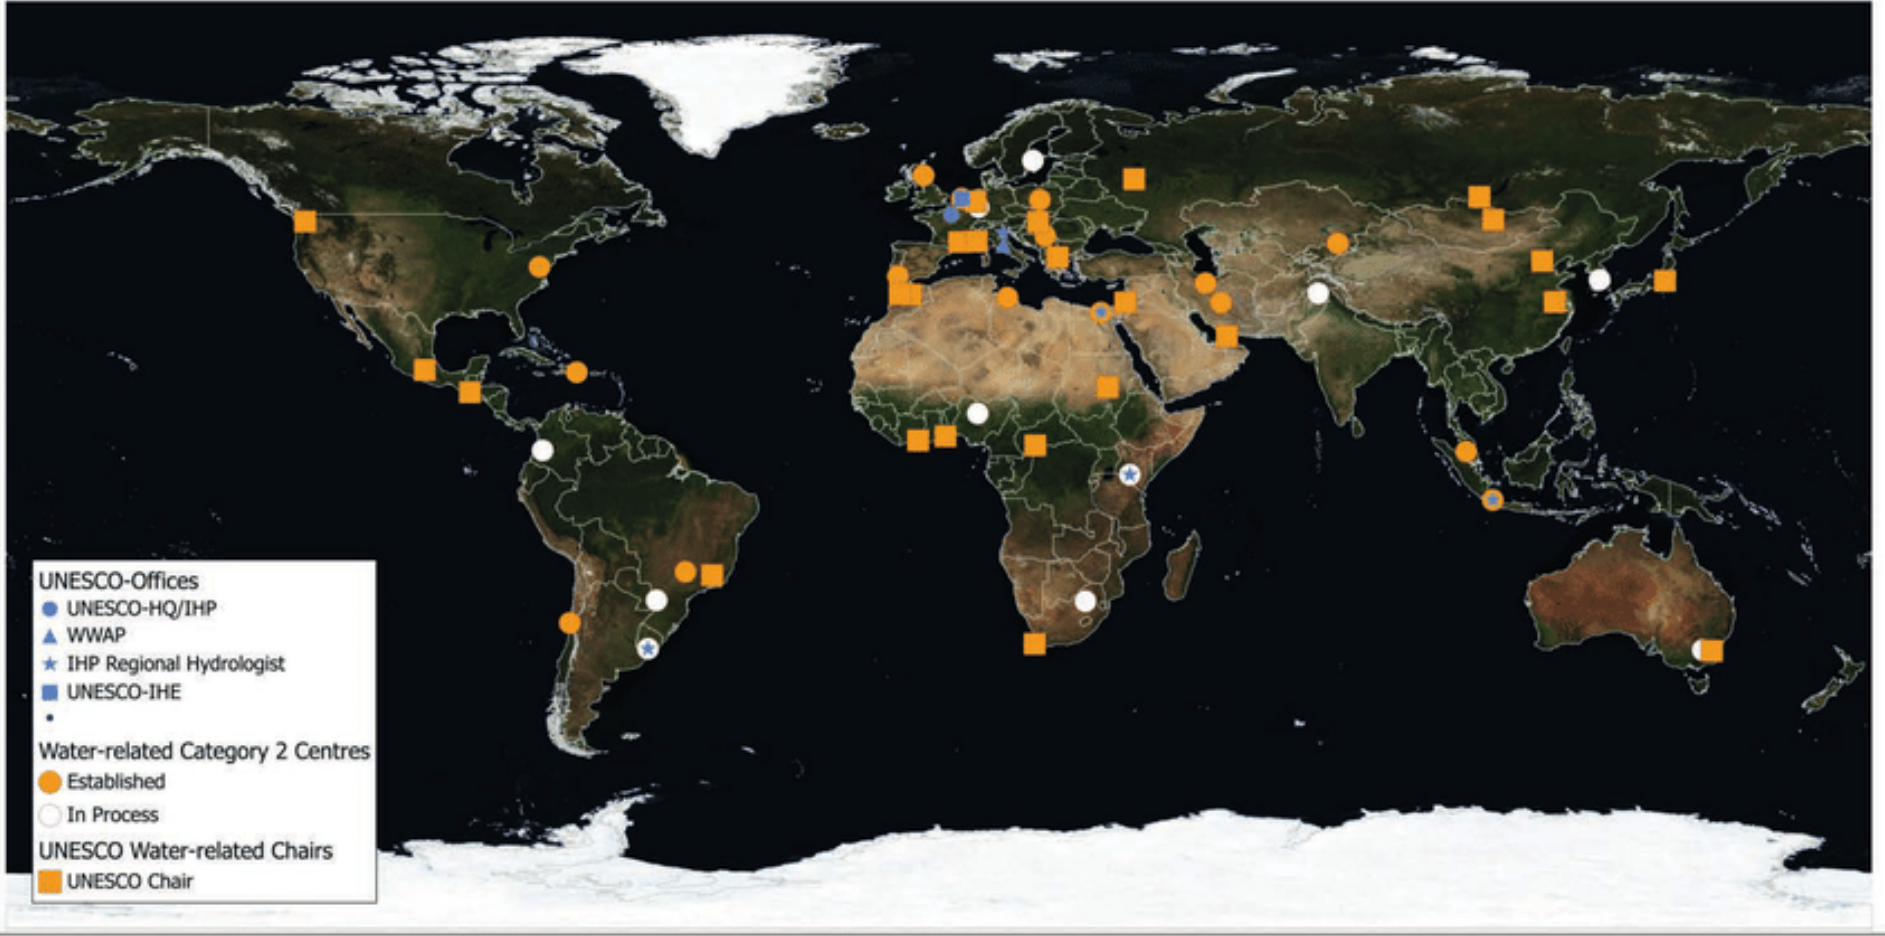 UNESCO-Offices
UNESCO-HQ/IHP
WWAP
IHP Regional Hydrologist
UNESCO-IHE
Water-related Category 2 Centres
Established
In Process
UNESCO Water-related Chairs
UNESCO Chair